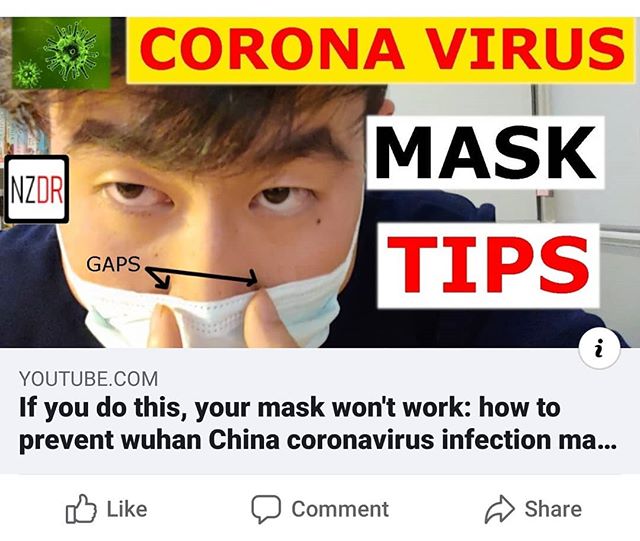 CORONA VIRUS
MASK
NZDR
TIPS
GAPS
i
YOUTUBE.COM
If you do this, your mask won't work: how to
prevent wuhan China coronavirus infection ma...
Like
Comment
Share